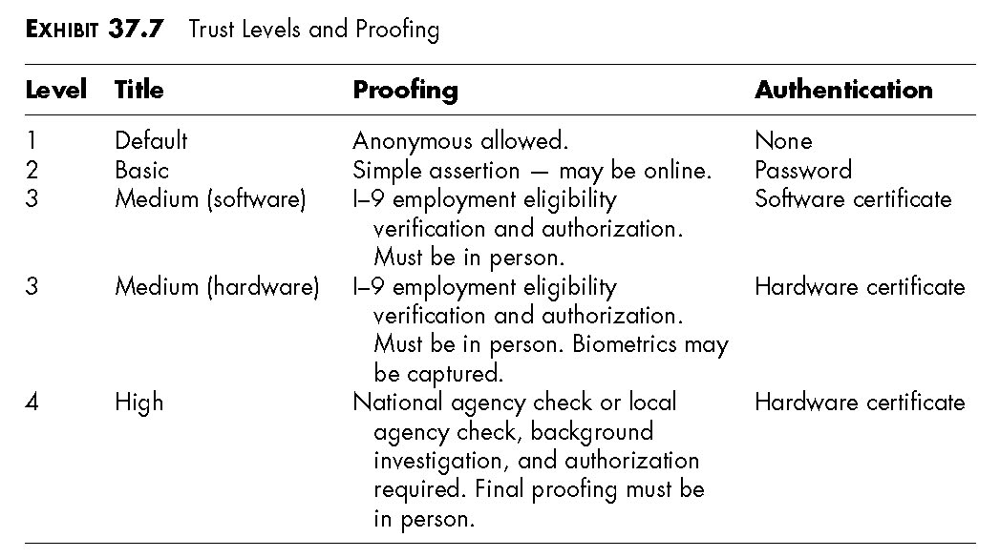 EXHIBIT 37.7 Trust Levels and Proofing
Level Title Proofing Authentication
1 Default Anonymous allowed. None
2 Basic Simple assertion — may be online. Password
3 Medium (software) I–9 employment eligibility Software certificate
verification and authorization.
Must be in person.
3 Medium (hardware) I–9 employment eligibility Hardware certificate
verification and authorization.
Must be in person. Biometrics may
be captured.
4 High National agency check or local Hardware certificate
agency check, background
investigation, and authorization
required. Final proofing must be
in person.